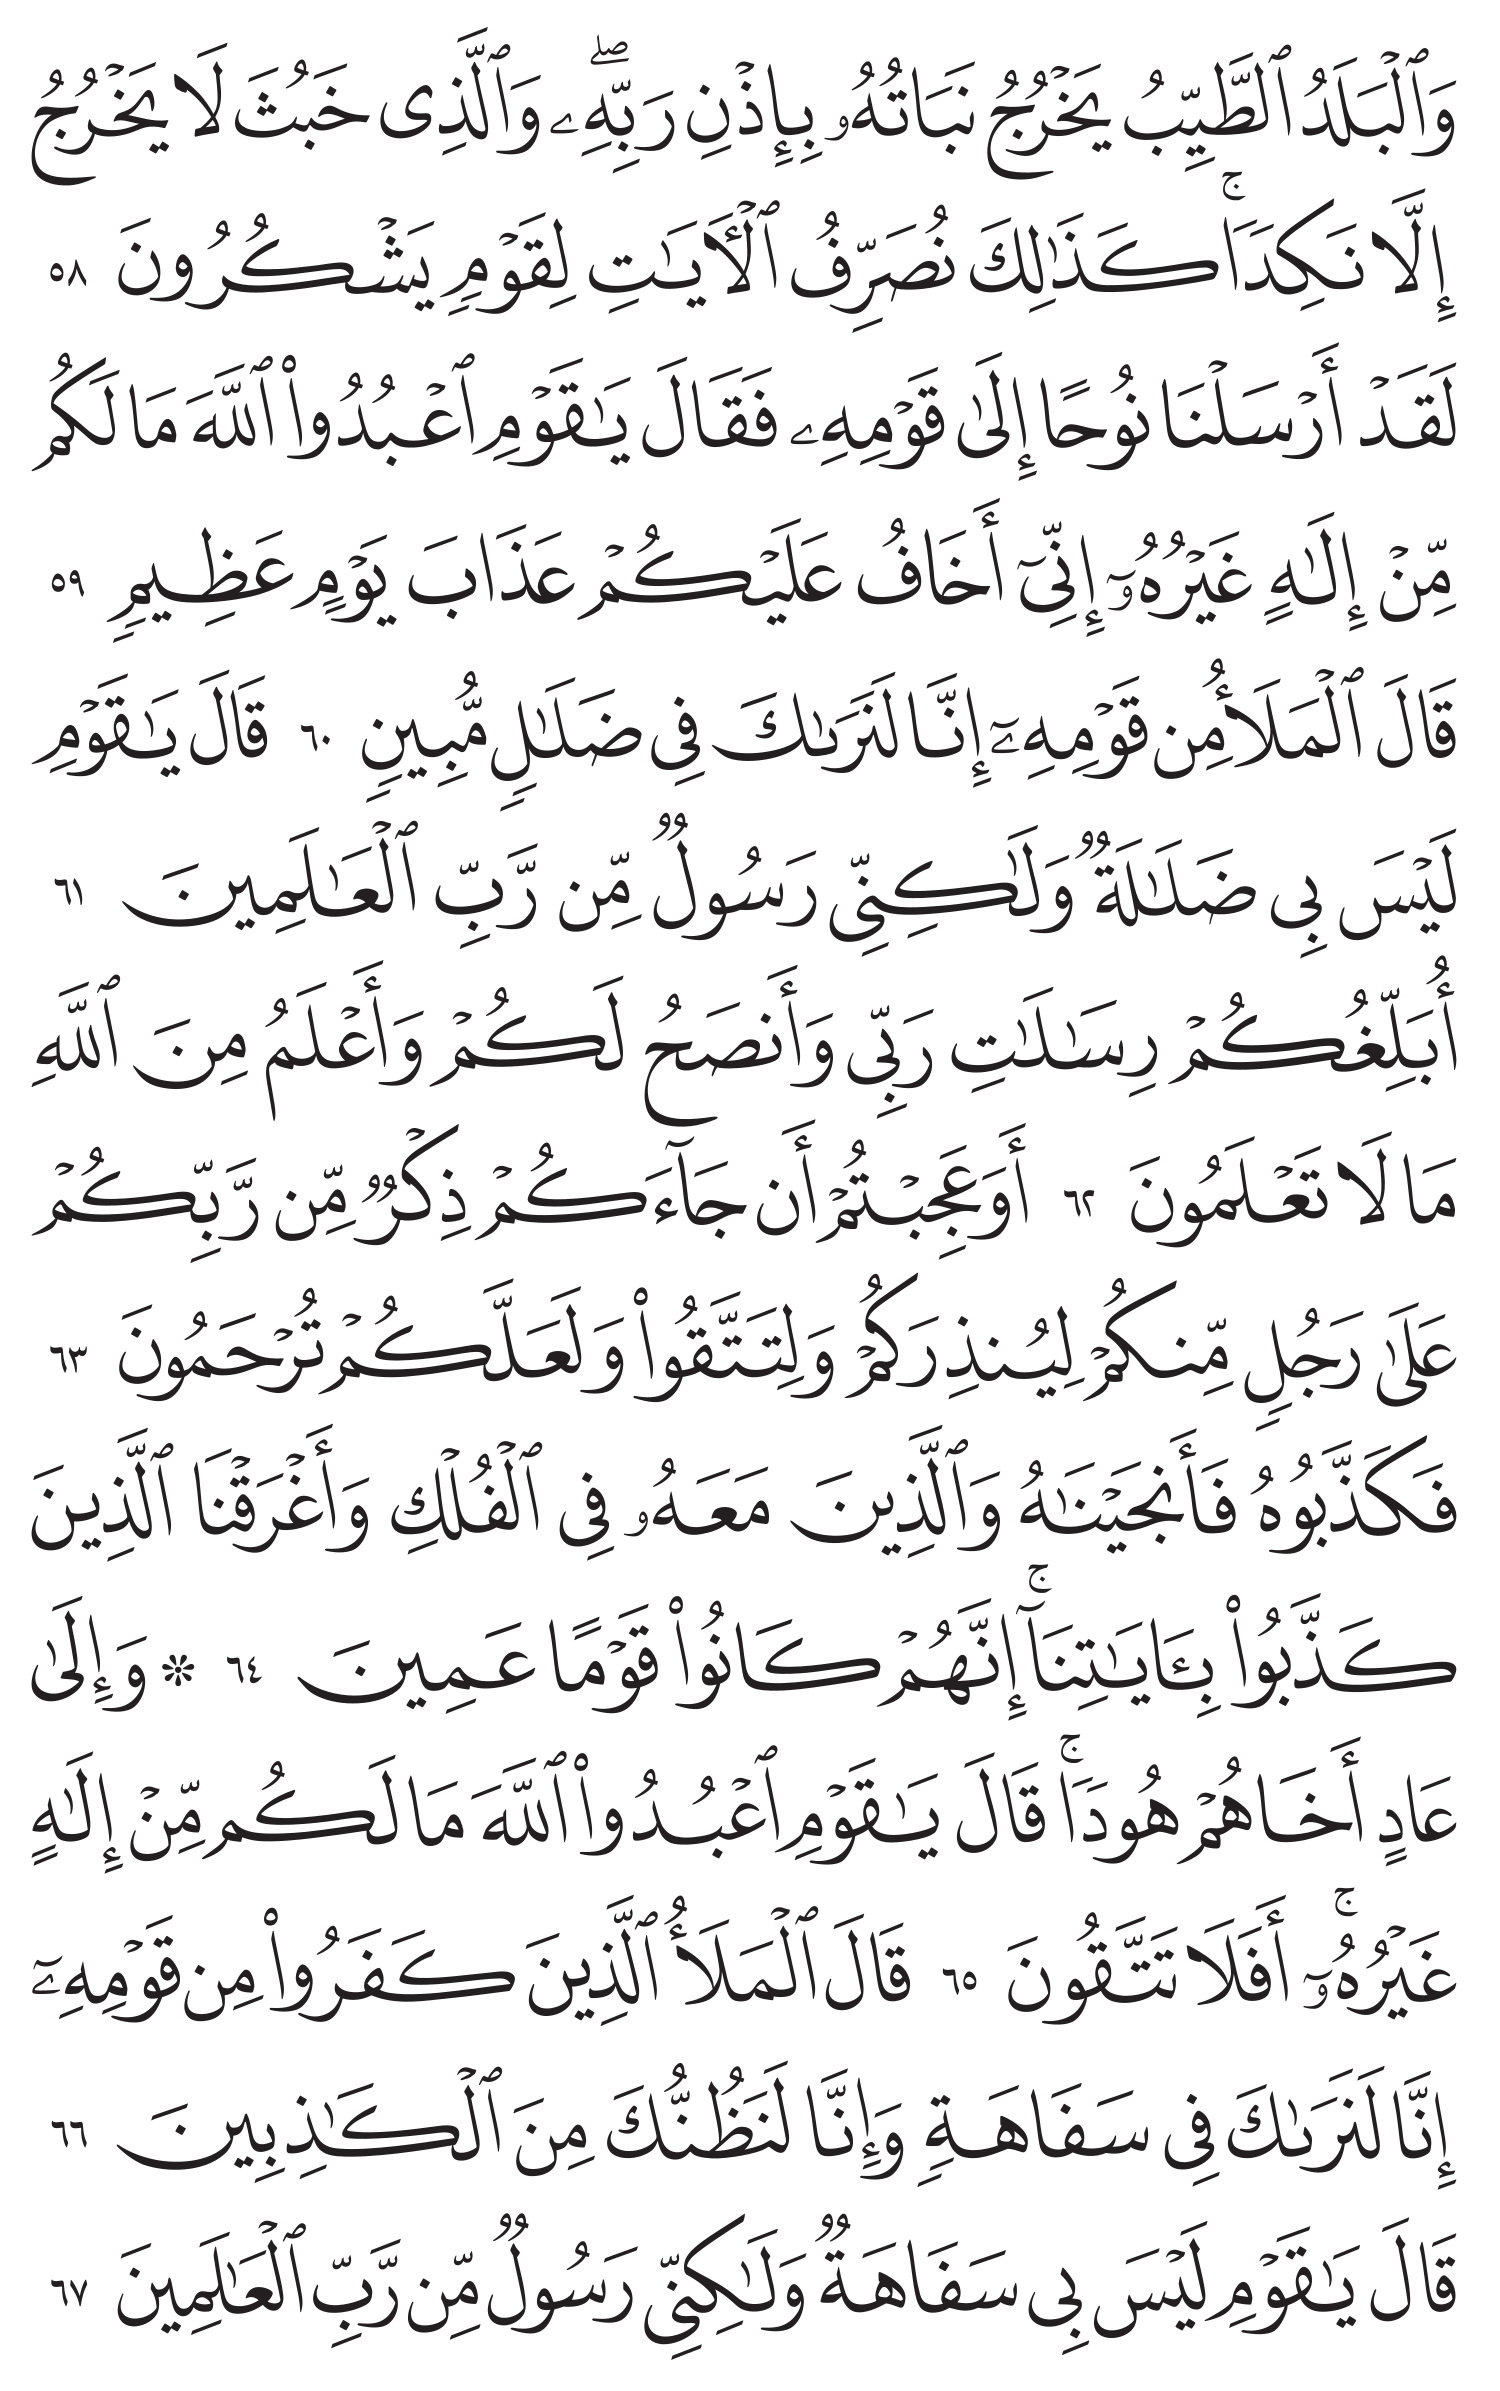 وَٱلْبَلَدُ ٱلطَّيِّبُ يَخْرُجُ نَبَاتُهُۥ بِإِذْنِ رَبِّهِۦۖ وَٱلَّذِى خَبُثَ لَا يَخْرُجُ
إِلَّا نَكِدًاۚ كَذَٰلِكَ نُصَرِّفُ ٱلْأَيَـٰتِ لِقَوْمٍ يَشْكُرُونَ ٥٨
لَقَدْ أَرْسَلْنَا نُوحًا إِلَىٰ قَوْمِهِۦ فَقَالَ يَـٰقَوْمِ ٱعْبُدُوا۟ ٱللَّهَ مَا لَكُم
مِّنْ إِلَـٰهٍ غَيْرُهُۥٓ إِنِّىٓ أَخَافُ عَلَيْكُمْ عَذَابَ يَوْمٍ عَظِيمٍ ٥٩
قَالَ ٱلْمَلَأُ مِن قَوْمِهِۦٓ إِنَّا لَنَرَىٰكَ فِى ضَلَـٰلٍ مُّبِينٍ ٦٠ قَالَ يَـٰقَوْمِ
لَيْسَ بِى ضَلَـٰلَةٌ وَلَـٰكِنِّى رَسُولٌ مِّن رَّبِّ ٱلْعَـٰلَمِينَ ٦١
أُبَلِّغُكُمْ رِسَـٰلَـٰتِ رَبِّى وَأَنصَحُ لَكُمْ وَأَعْلَمُ مِنَ ٱللَّهِ
مَا لَا تَعْلَمُونَ ٦٢ أَوَعَجِبْتُمْ أَن جَآءَكُمْ ذِكْرٌ مِّن رَّبِّكُمْ
عَلَىٰ رَجُلٍ مِّنكُمْ لِيُنذِرَكُمْ وَلِتَتَّقُوا۟ وَلَعَلَّكُمْ تُرْحَمُونَ ٦٣
فَكَذَّبُوهُ فَأَنجَيْنَـٰهُ وَٱلَّذِينَ مَعَهُۥ فِى ٱلْفُلْكِ وَأَغْرَقْنَا ٱلَّذِينَ
كَذَّبُوا۟ بِـَٔايَـٰتِنَآۚ إِنَّهُمْ كَانُوا۟ قَوْمًا عَمِينَ ٦٤ ۞ وَإِلَىٰ
عَادٍ أَخَاهُمْ هُودًاۚ قَالَ يَـٰقَوْمِ ٱعْبُدُوا۟ ٱللَّهَ مَا لَكُم مِّنْ إِلَـٰهٍ
غَيْرُهُۥٓۚ أَفَلَا تَتَّقُونَ ٦٥ قَالَ ٱلْمَلَأُ ٱلَّذِينَ كَفَرُوا۟ مِن قَوْمِهِۦٓ
إِنَّا لَنَرَىٰكَ فِى سَفَاهَةٍ وَإِنَّا لَنَظُنُّكَ مِنَ ٱلْكَـٰذِبِينَ ٦٦
قَالَ يَـٰقَوْمِ لَيْسَ بِى سَفَاهَةٌ وَلَـٰكِنِّى رَسُولٌ مِّن رَّبِّ ٱلْعَـٰلَمِينَ ٦٧